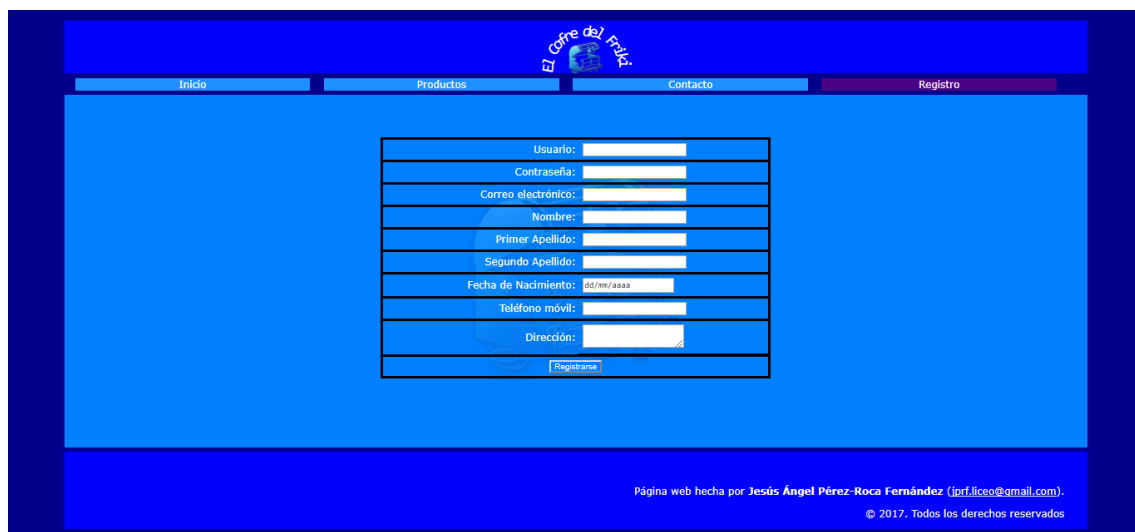 El Cofre del Friki
Inicio Productos Contacto Registro
Usuario:
Contraseña:
Correo electrónico:
Nombre:
Primer Apellido:
Segundo Apellido:
Fecha de Nacimiento: dd/mm/aaaa
Teléfono móvil:
Dirección:
Registrarse
Página web hecha por Jesús Ángel Pérez-Roca Fernández (jprf.liceo@gmail.com).
© 2017. Todos los derechos reservados